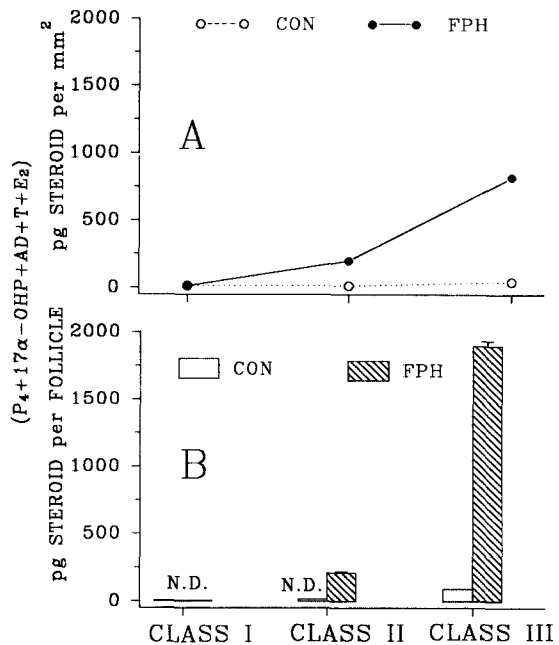 (P₄+17α-OHP+AD+T+E₂)
pg STEROID per mm²
2000
1500
1000
500
0
CON
FPH
A
pg STEROID per FOLLICLE
2000
1500
1000
500
0
CON
FPH
B
N.D.
N.D.
CLASS I
CLASS II
CLASS III